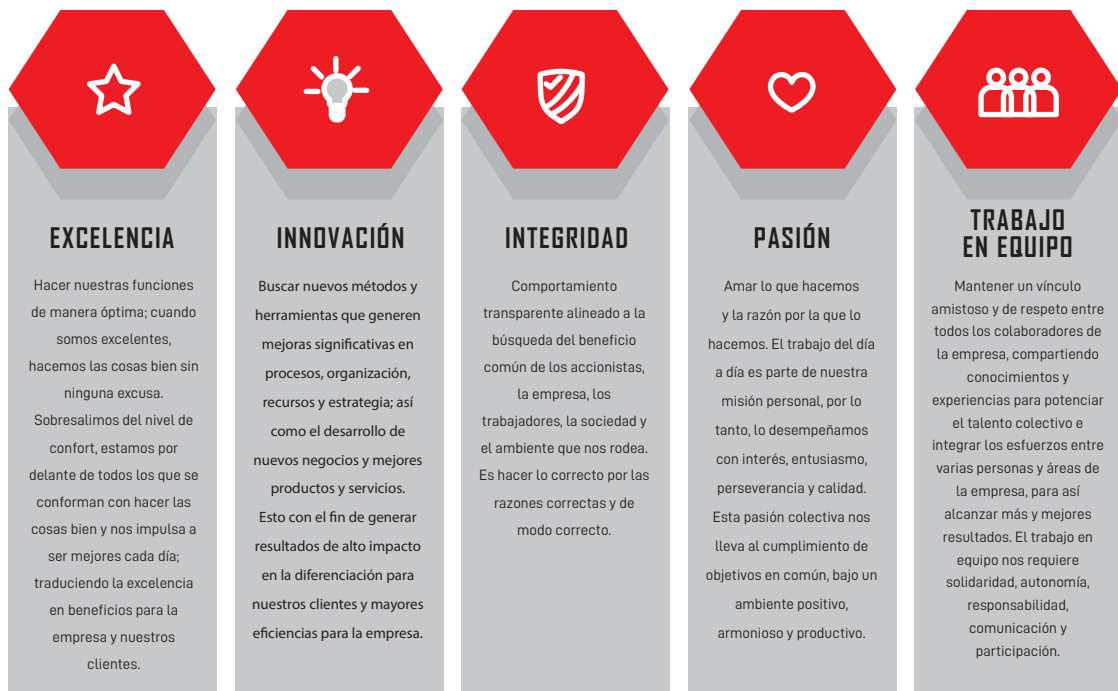 EXCELENCIA
Hacer nuestras funciones
de manera óptima; cuando
somos excelentes,
hacemos las cosas bien sin
ninguna excusa.
Sobresalimos del nivel de
confort, estamos por
delante de todos los que se
conforman con hacer las
cosas bien y nos impulsa a
ser mejores cada día;
traduciendo la excelencia
en beneficios para la
empresa y nuestros
clientes.
INNOVACIÓN
Buscar nuevos métodos y
herramientas que generen
mejoras significativas en
procesos, organización,
recursos y estrategia; así
como el desarrollo de
nuevos negocios y mejores
productos y servicios.
Esto con el fin de generar
resultados de alto impacto
en la diferenciación para
nuestros clientes y mayores
eficiencias para la empresa.
INTEGRIDAD
Comportamiento
transparente alineado a la
búsqueda del beneficio
común de los accionistas,
la empresa, los
trabajadores, la sociedad y
el ambiente que nos rodea.
Es hacer lo correcto por las
razones correctas y de
modo correcto.
PASIÓN
Amar lo que hacemos
y la razón por la que lo
hacemos. El trabajo del día
a día es parte de nuestra
misión personal, por lo
tanto, lo desempeñamos
con interés, entusiasmo,
perseverancia y calidad.
Esta pasión colectiva nos
lleva al cumplimiento de
objetivos en común, bajo un
ambiente positivo,
armonioso y productivo.
TRABAJO
EN EQUIPO
Mantener un vínculo
amistoso y de respeto entre
todos los colaboradores de
la empresa, compartiendo
conocimientos y
experiencias para potenciar
el talento colectivo e
integrar los esfuerzos entre
varias personas y áreas de
la empresa, para así
alcanzar más y mejores
resultados. El trabajo en
equipo nos requiere
solidaridad, autonomía,
responsabilidad,
comunicación y
participación.